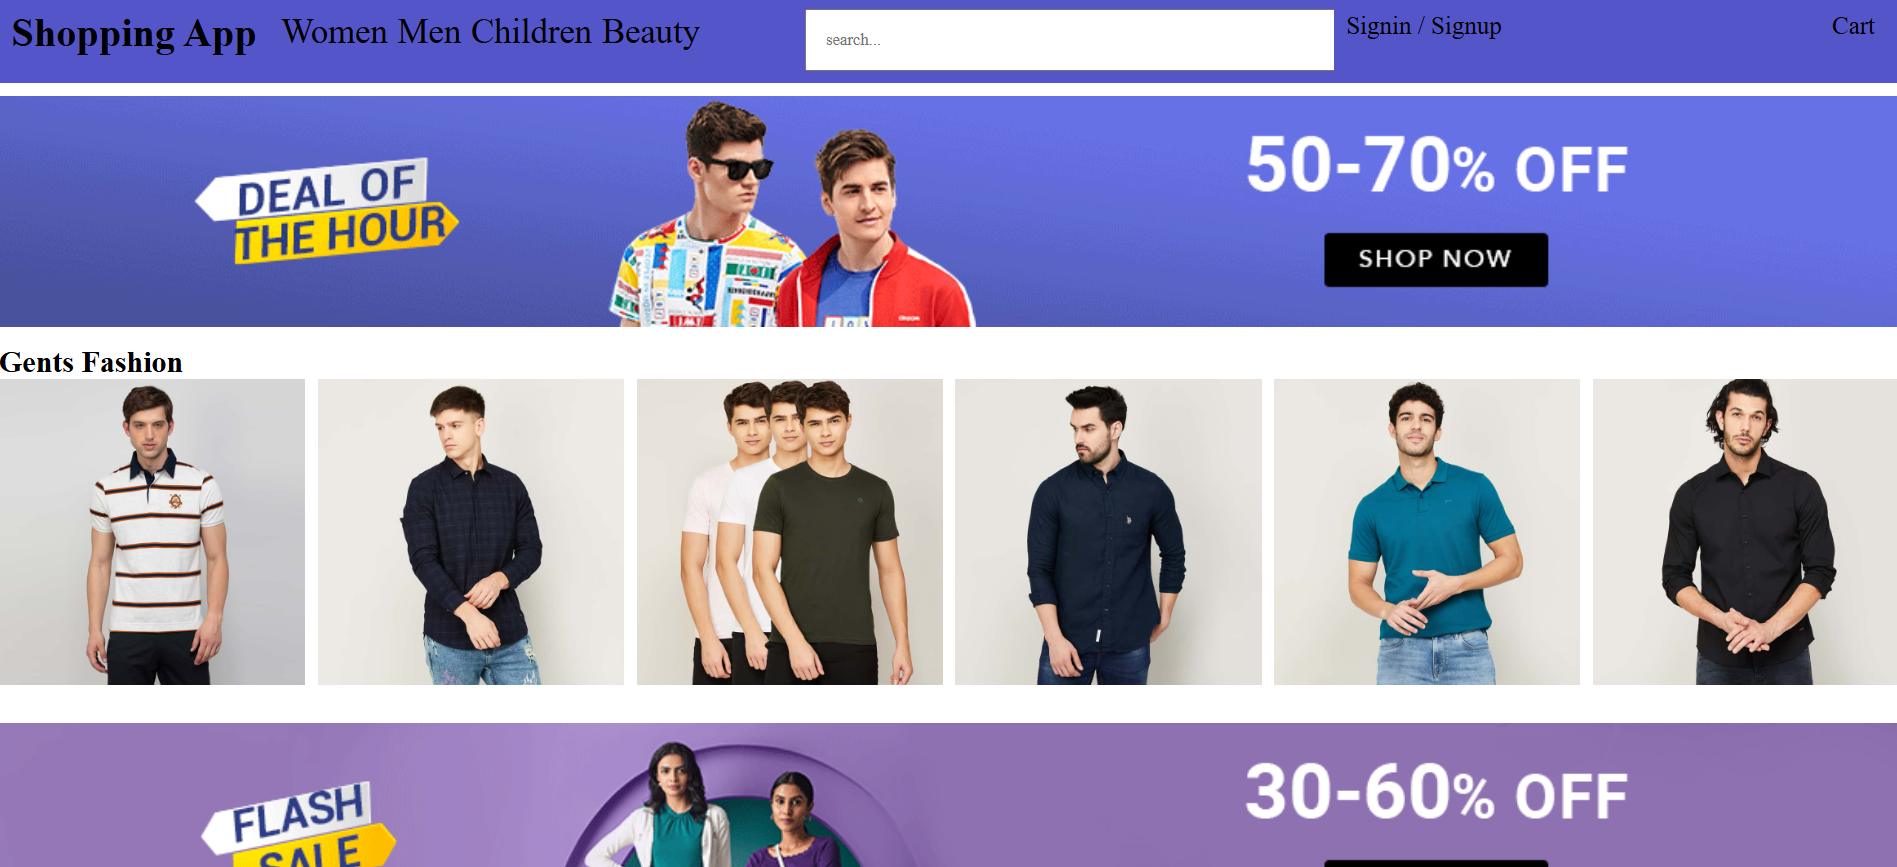 Shopping App Women Men Children Beauty search... Signin / Signup Cart
DEAL OF
THE HOUR
50-70% OFF
SHOP NOW
Gents Fashion
FLASH
SALE
30-60% OFF